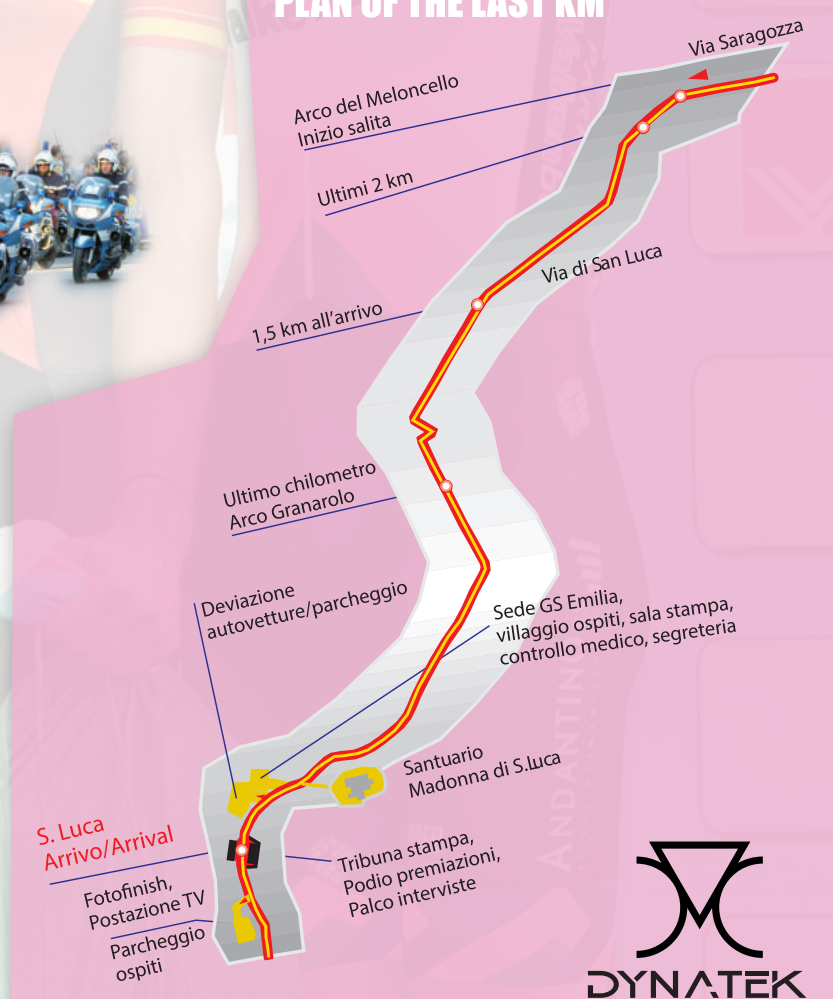 PLAN OF THE LAST KM
Via Saragozza
Arco del Meloncello
Inizio salita
Ultimi 2 km
Via di San Luca
1,5 km all'arrivo
Ultimo chilometro
Arco Granarolo
Deviazione
autovetture/parcheggio
Sede GS Emilia,
villaggio ospiti, sala stampa,
controllo medico, segreteria
Santuario
Madonna di S.Luca
S. Luca
Arrivo/Arrival
Tribuna stampa,
Podio premiazioni,
Palco interviste
Fotofinish,
Postazione TV
Parcheggio
ospiti
ANDANTINO
DYNATEK